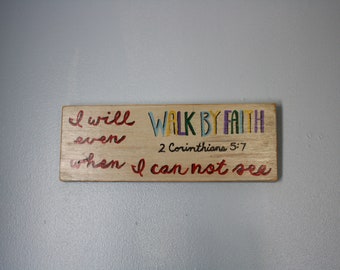 I will WALK BY FAITH
even 2 Corinthians 5:7
when I can not see